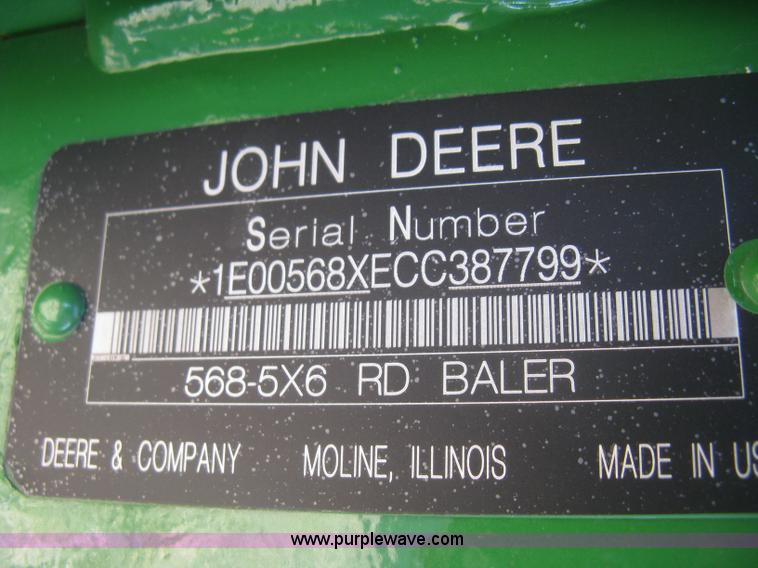 JOHN DEERE
Serial Number
*1E00568XECC387799*
568-5X6 RD BALER
DEERE & COMPANY MOLINE, ILLINOIS MADE IN US
www.purplewave.com